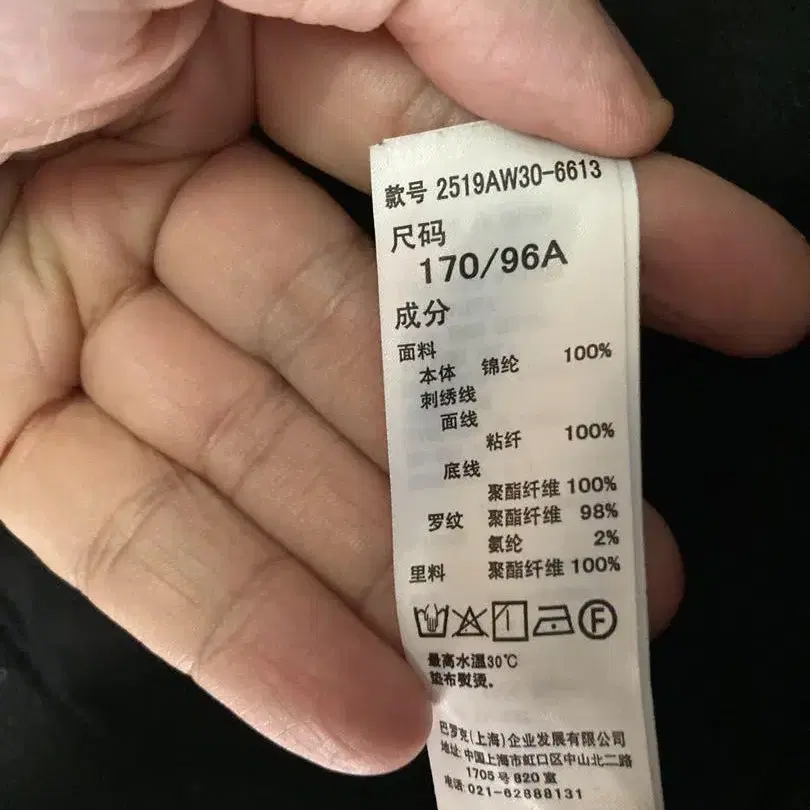 款号 2519AW30-6613
尺码
170/96A
成分
面料
本体 锦纶 100%
刺绣线
面线
粘纤 100%
底线
聚酯纤维 100%
罗纹 聚酯纤维 98%
氨纶 2%
里料 聚酯纤维 100%
F
最高水温30℃
垫布熨烫。
巴罗克(上海)企业发展有限公司
地址:中国上海市虹口区中山北二路
1705号820室
电话:021-62888131